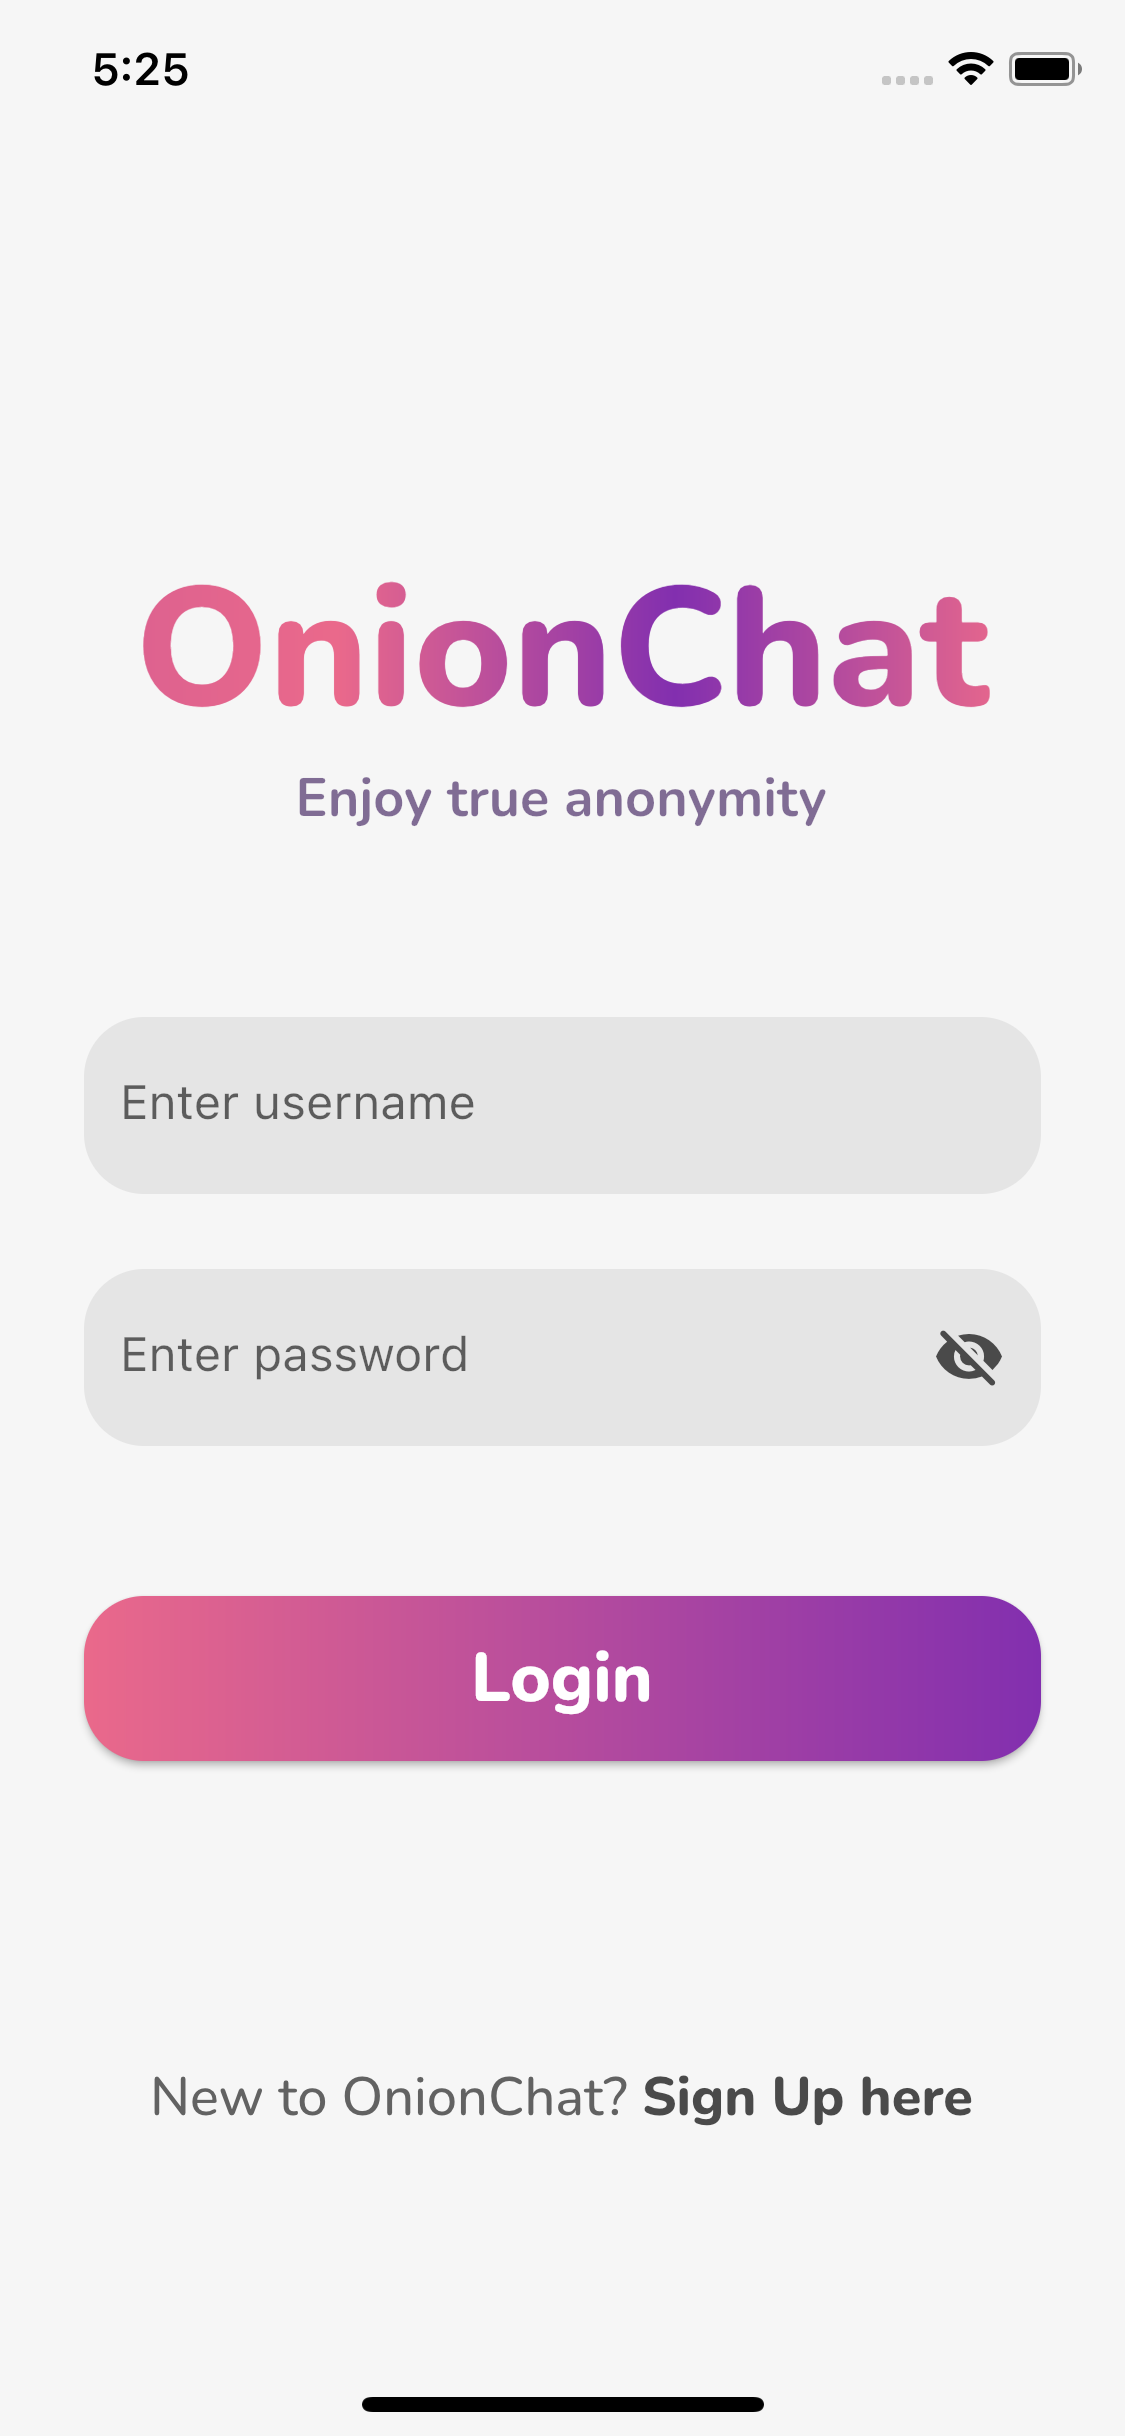 5:25
OnionChat
Enjoy true anonymity
Enter username
Enter password
Login
New to OnionChat? Sign Up here